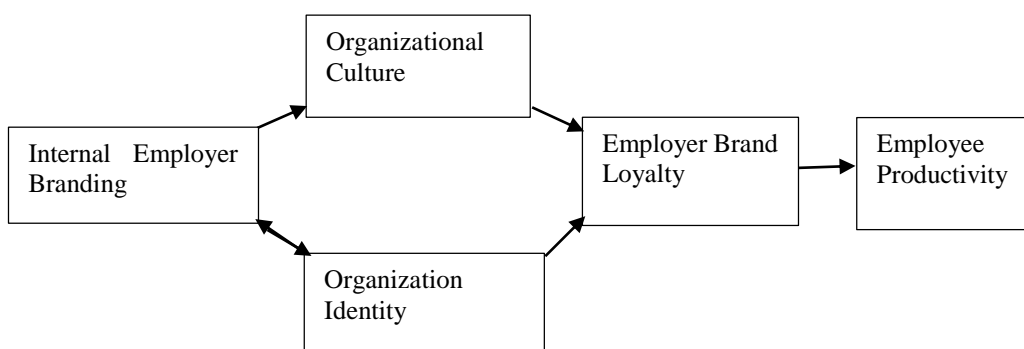 Organizational
Culture
Internal Employer
Branding
Employer Brand
Loyalty
Employee
Productivity
Organization
Identity